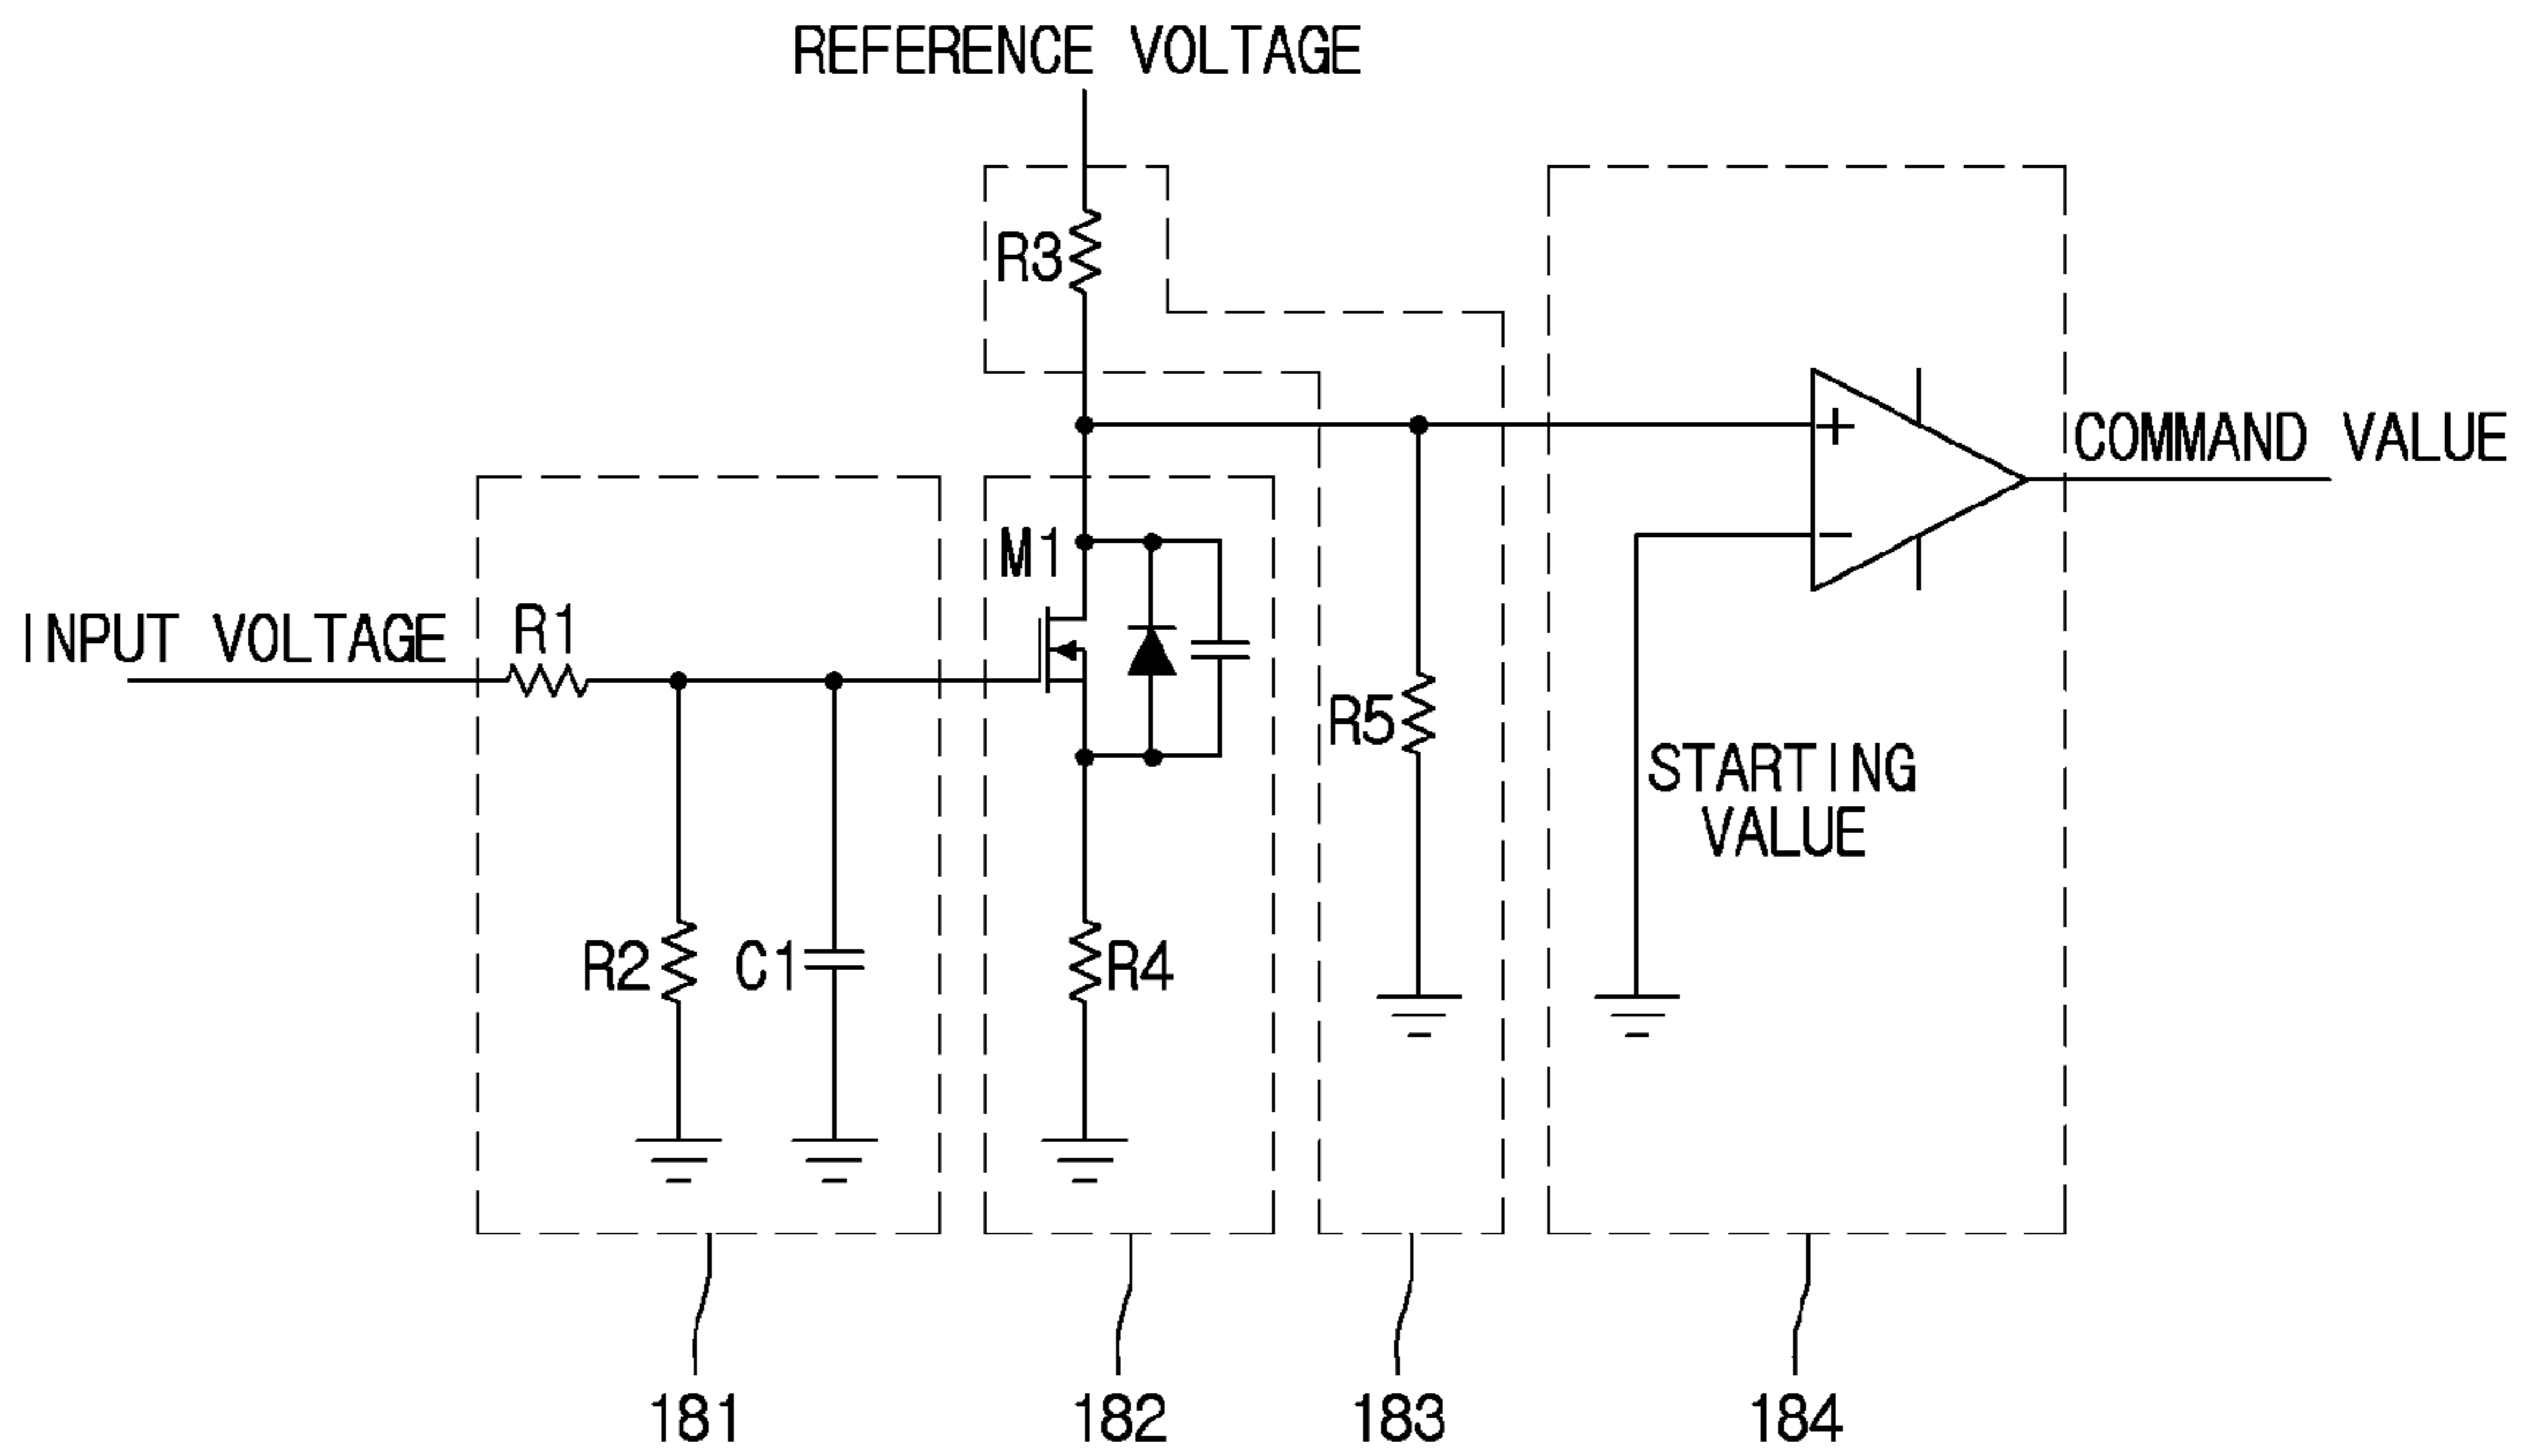 REFERENCE VOLTAGE
R3
+
COMMAND VALUE
M1
INPUT VOLTAGE
R1
−
R5
STARTING
VALUE
R2
C1
R4
181
182
183
184